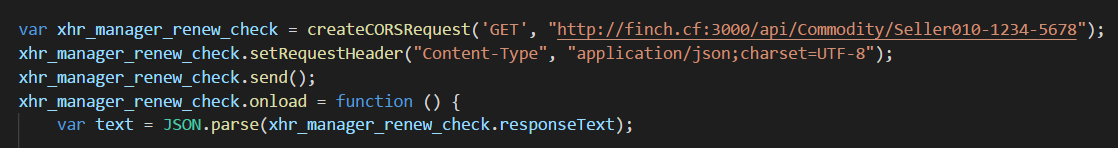 var xhr_manager_renew_check = createCORSRequest('GET', "http://finch.cf:3000/api/Commodity/Seller010-1234-5678");
xhr_manager_renew_check.setRequestHeader("Content-Type", "application/json;charset=UTF-8");
xhr_manager_renew_check.send();
xhr_manager_renew_check.onload = function () {
    var text = JSON.parse(xhr_manager_renew_check.responseText);